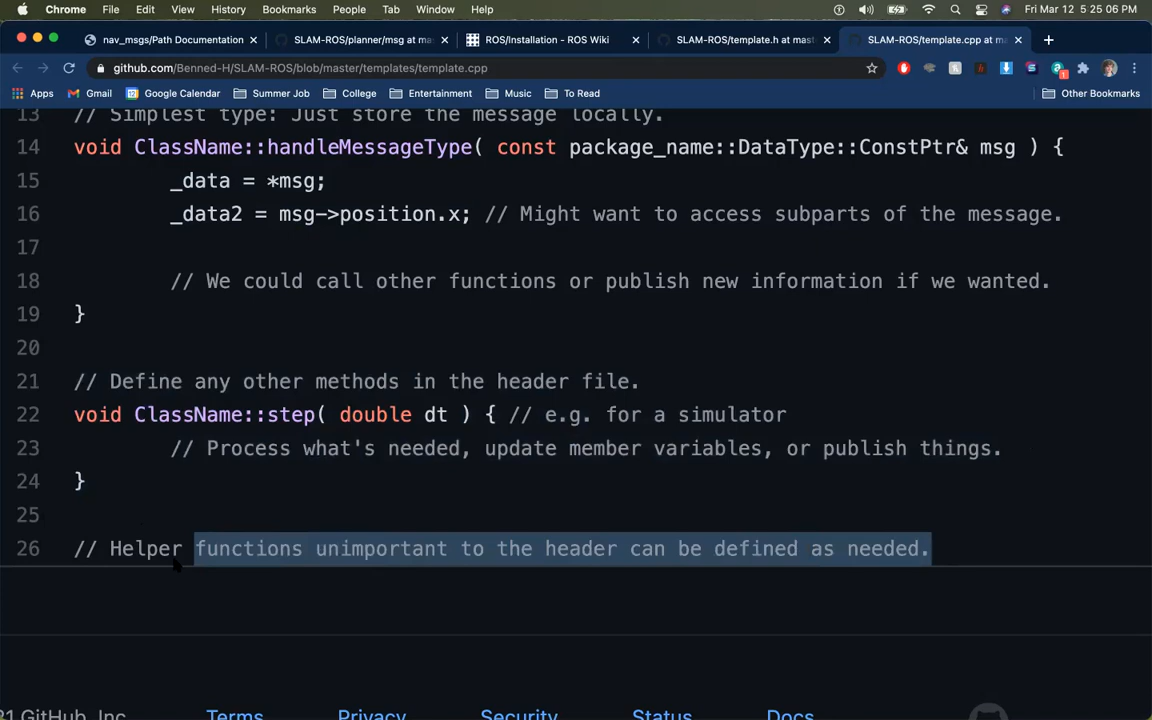 Chrome File Edit View History Bookmarks People Tab Window Help Fri Mar 12 5:25:06 PM
nav_msgs/Path Documentation SLAM-ROS/planner/msg at ma ROS/Installation - ROS Wiki SLAM-ROS/template.h at mast SLAM-ROS/template.cpp at m
github.com/Benned-H/SLAM-ROS/blob/master/templates/template.cpp
Apps Gmail Google Calendar Summer Job College Entertainment Music To Read Other Bookmarks
13 // Simplest type: Just store the message locally.
14 void ClassName::handleMessageType( const package_name::DataType::ConstPtr& msg ) {
15 _data = *msg;
16 _data2 = msg->position.x; // Might want to access subparts of the message.
17
18 // We could call other functions or publish new information if we wanted.
19 }
20
21 // Define any other methods in the header file.
22 void ClassName::step( double dt ) { // e.g. for a simulator
23 // Process what's needed, update member variables, or publish things.
24 }
25
26 // Helper functions unimportant to the header can be defined as needed.
21 GitHub, Inc. Terms Privacy Security Status Docs